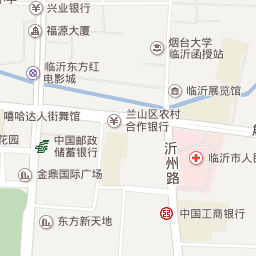 兴业银行
福源大厦
烟台大学
临沂函授站
临沂东方红
电影城
临沂展览馆
嘻哈达人街舞馆
兰山区农村
合作银行
花园
中国邮政
储蓄银行
沂州路
临沂市人民
金鼎国际广场
东方新天地
中国工商银行